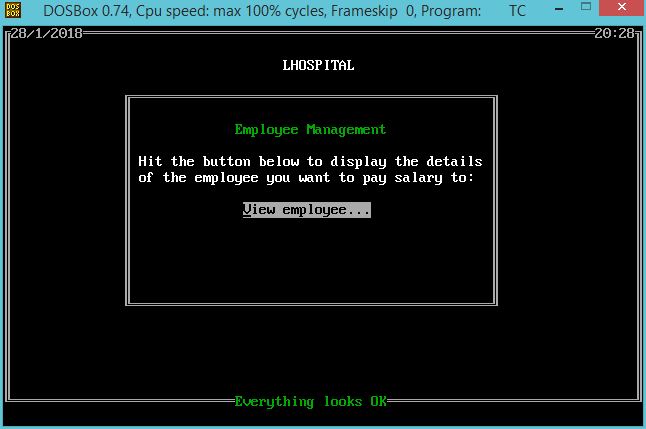 DOS BOX DOSBox 0.74, Cpu speed: max 100% cycles, Frameskip 0, Program: TC
28/1/2018 20:28
LHOSPITAL
Employee Management
Hit the button below to display the details
of the employee you want to pay salary to:
View employee...
Everything looks OK